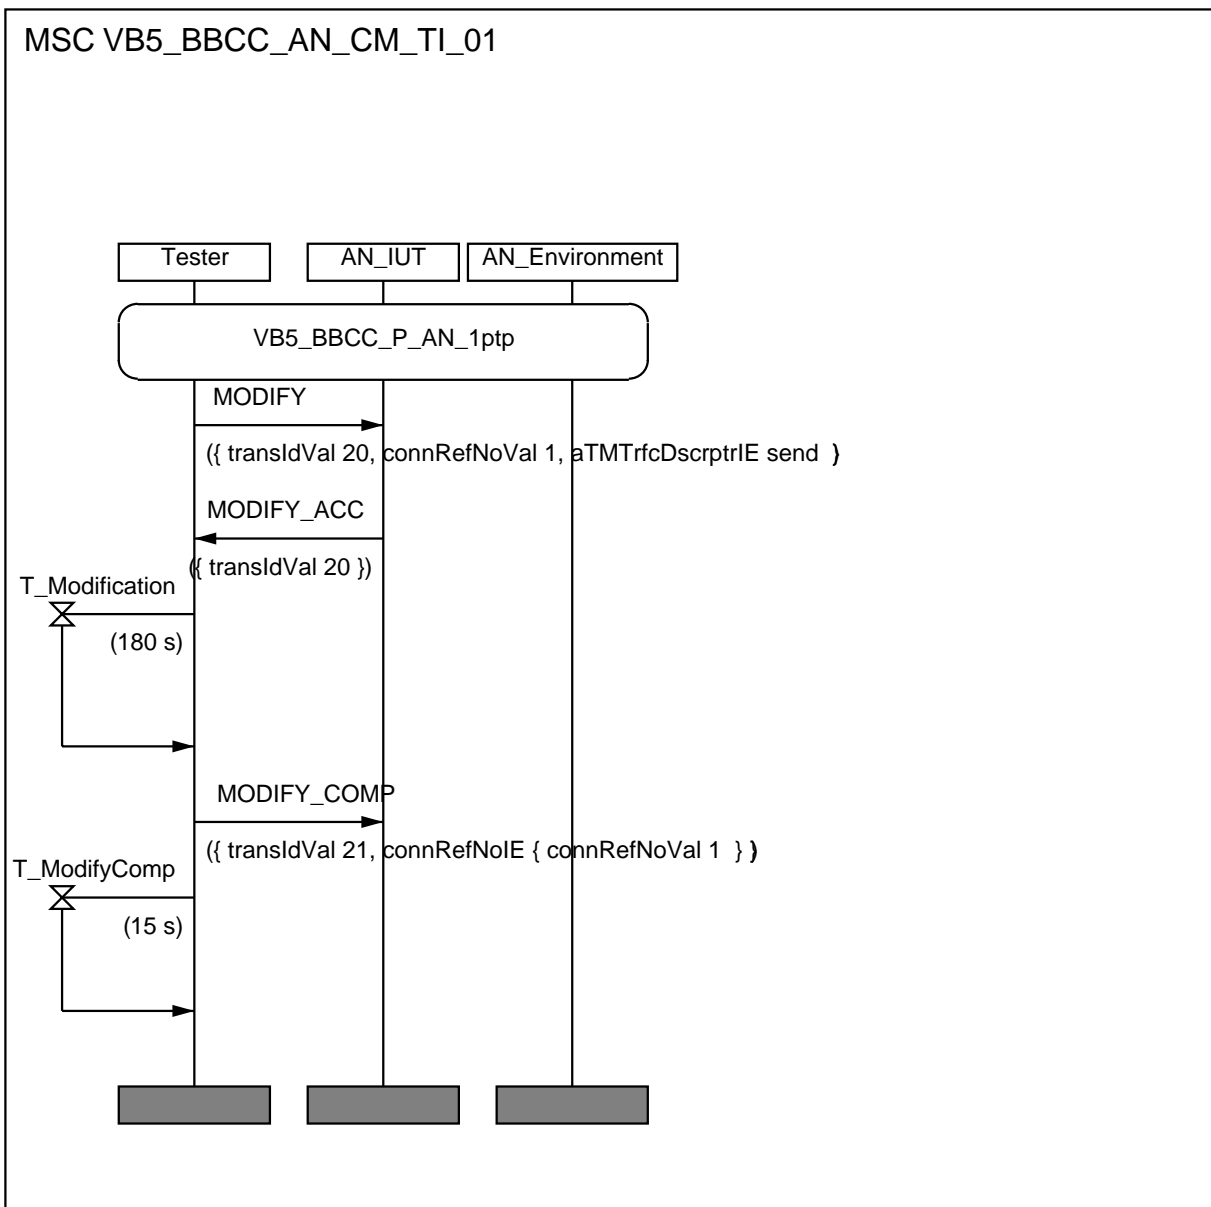 MSC VB5_BBCC_AN_CM_TI_01
Tester AN_IUT AN_Environment
VB5_BBCC_P_AN_1ptp
MODIFY
({ transIdVal 20, connRefNoVal 1, aTMTrfcDscrptrIE send }
MODIFY_ACC
({ transIdVal 20 })
T_Modification
(180 s)
MODIFY_COMP
({ transIdVal 21, connRefNoIE { connRefNoVal 1 } })
T_ModifyComp
(15 s)